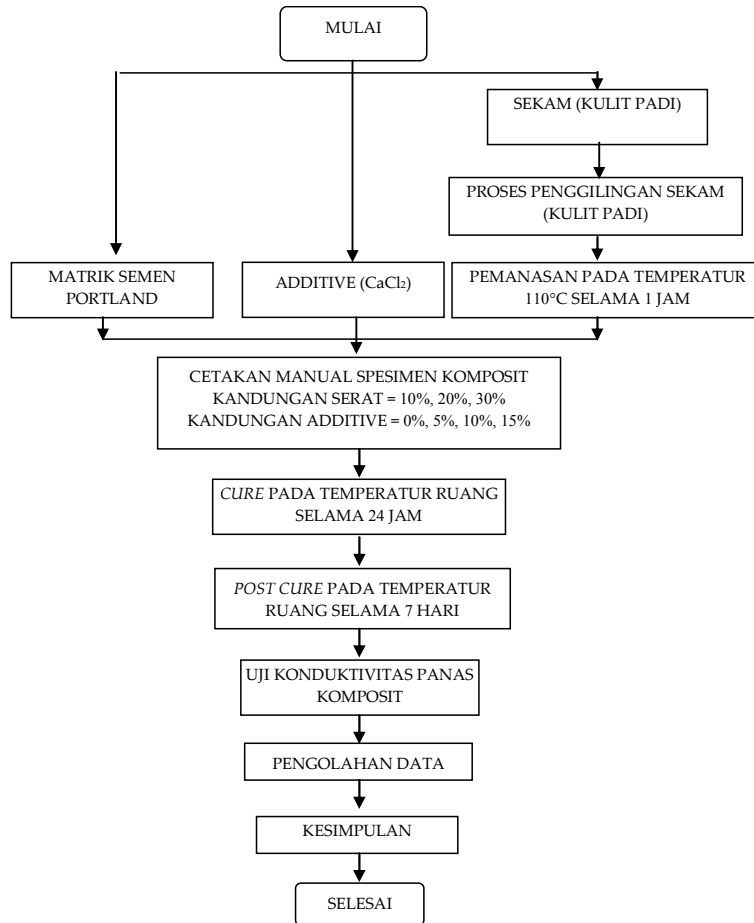 MULAI
SEKAM (KULIT PADI)
PROSES PENGGILINGAN SEKAM
(KULIT PADI)
MATRIK SEMEN
PORTLAND
ADDITIVE (CaCl₂)
PEMANASAN PADA TEMPERATUR
110°C SELAMA 1 JAM
CETAKAN MANUAL SPESIMEN KOMPOSIT
KANDUNGAN SERAT = 10%, 20%, 30%
KANDUNGAN ADDITIVE = 0%, 5%, 10%, 15%
CURE PADA TEMPERATUR RUANG
SELAMA 24 JAM
POST CURE PADA TEMPERATUR
RUANG SELAMA 7 HARI
UJI KONDUKTIVITAS PANAS
KOMPOSIT
PENGOLAHAN DATA
KESIMPULAN
SELESAI